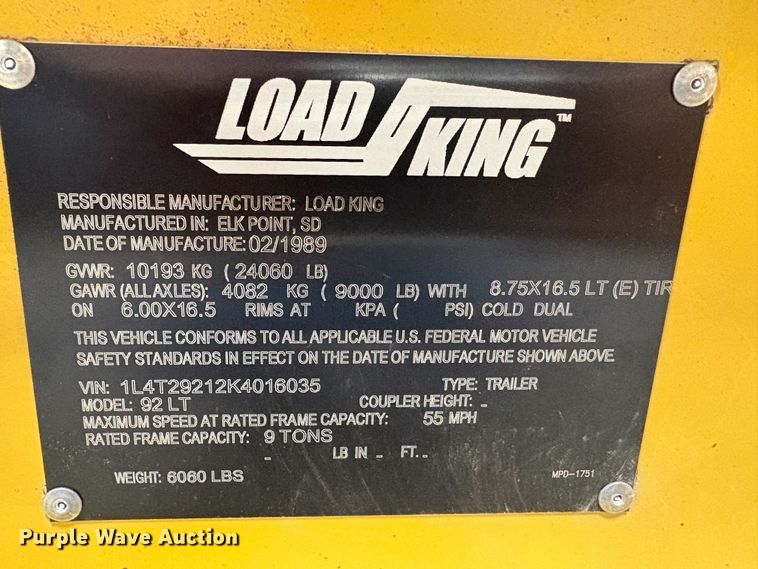 LOAD KING™
RESPONSIBLE MANUFACTURER: LOAD KING
MANUFACTURED IN: ELK POINT, SD
DATE OF MANUFACTURE: 02/1989
GVWR: 10193 KG ( 24060 LB)
GAWR (ALL AXLES): 4082 KG ( 9000 LB) WITH 8.75X16.5 LT (E) TIR
ON 6.00X16.5 RIMS AT KPA ( PSI) COLD DUAL
THIS VEHICLE CONFORMS TO ALL APPLICABLE U.S. FEDERAL MOTOR VEHICLE
SAFETY STANDARDS IN EFFECT ON THE DATE OF MANUFACTURE SHOWN ABOVE.
VIN: 1L4T29212K4016035 TYPE: TRAILER
MODEL: 92 LT COUPLER HEIGHT: -
MAXIMUM SPEED AT RATED FRAME CAPACITY: 55 MPH
RATED FRAME CAPACITY: 9 TONS
- LB IN - FT. -
WEIGHT: 6060 LBS MPD-1751
Purple Wave Auction